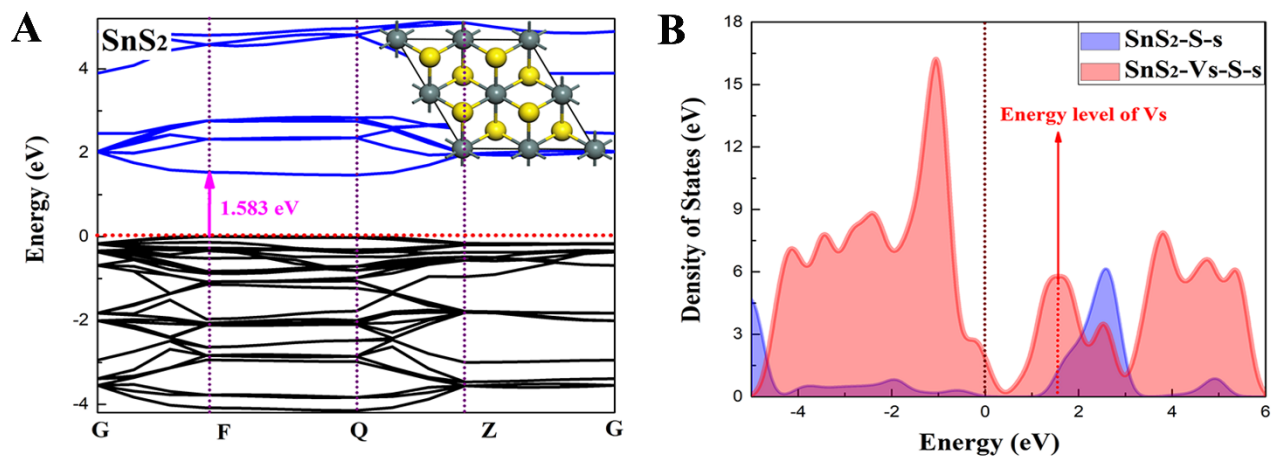 A
SnS2
Energy (eV)
4
2
0
-2
-4
1.583 eV
G
F
Q
Z
G
B
Density of States (eV)
18
15
12
9
6
3
0
SnS2-S-s
SnS2-Vs-S-s
Energy level of Vs
-4
-2
0
2
4
6
Energy (eV)